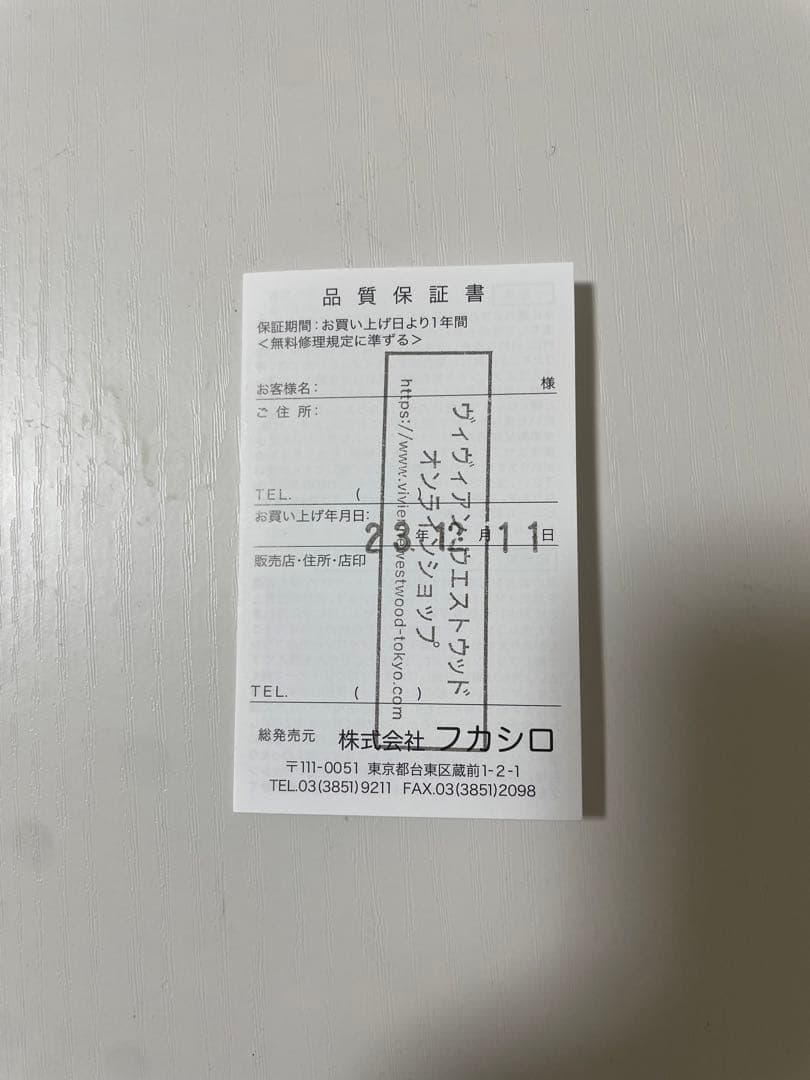 品質保証書
保証期間：お買い上げ日より1年間
＜無料修理規定に準ずる＞
お客様名： 様
ご住所：
TEL. ( )
お買い上げ年月日： 23年12月11日
販売店・住所・店印
ヴィヴィアン・ウエストウッド
オンラインショップ
https://www.viviennewestwood-tokyo.com
TEL. ( )
総発売元 株式会社 フカシロ
〒111-0051 東京都台東区蔵前1-2-1
TEL.03(3851)9211 FAX.03(3851)2098